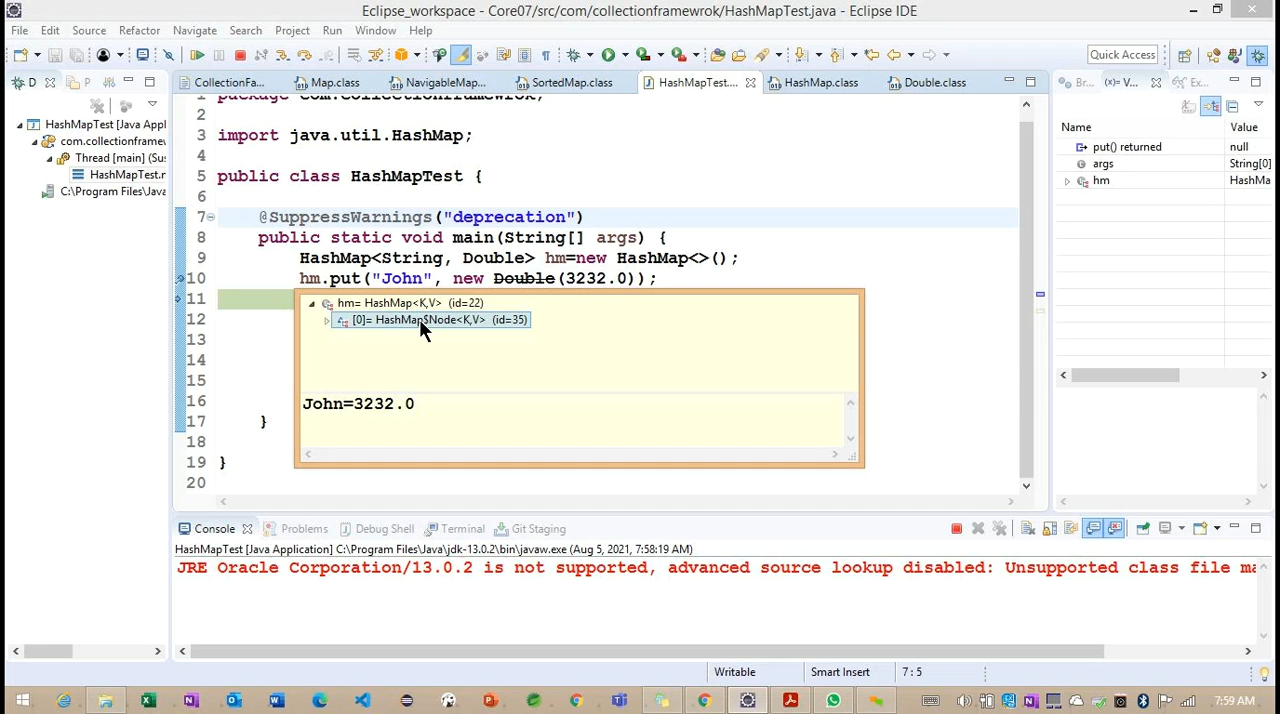 Eclipse_workspace - Core07/src/com/collectionframewrok/HashMapTest.java - Eclipse IDE
File Edit Source Refactor Navigate Search Project Run Window Help
Quick Access
D P
CollectionFa... Map.class NavigableMap... SortedMap.class HashMapTest.... HashMap.class Double.class
Br... (x)= V... Ex...
HashMapTest [Java Appl
com.collectionframew
Thread [main] (Sus
HashMapTest.r
C:\Program Files\Java
1 package com.collectionframewrok;
2
3 import java.util.HashMap;
4
5 public class HashMapTest {
6
7 @SuppressWarnings("deprecation")
8 public static void main(String[] args) {
9 HashMap<String, Double> hm=new HashMap<>();
10 hm.put("John", new Double(3232.0));
11
12
13
14
15
16
17 }
18
19 }
20
hm= HashMap<K,V> (id=22)
[0]= HashMap$Node<K,V> (id=35)
John=3232.0
Name Value
put() returned null
args String[0]
hm HashMa
Console Problems Debug Shell Terminal Git Staging
HashMapTest [Java Application] C:\Program Files\Java\jdk-13.0.2\bin\javaw.exe (Aug 5, 2021, 7:58:19 AM)
JRE Oracle Corporation/13.0.2 is not supported, advanced source lookup disabled: Unsupported class file ma
Writable Smart Insert 7 : 5
7:59 AM